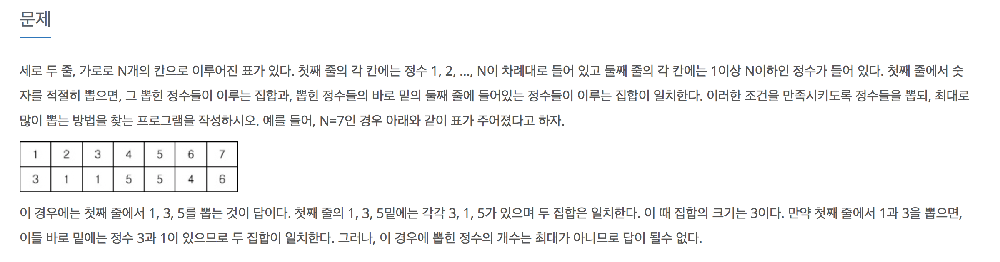 문제
세로 두 줄, 가로로 N개의 칸으로 이루어진 표가 있다. 첫째 줄의 각 칸에는 정수 1, 2, ..., N이 차례대로 들어 있고 둘째 줄의 각 칸에는 1이상 N이하인 정수가 들어 있다. 첫째 줄에서 숫
자를 적절히 뽑으면, 그 뽑힌 정수들이 이루는 집합과, 뽑힌 정수들의 바로 밑의 둘째 줄에 들어있는 정수들이 이루는 집합이 일치한다. 이러한 조건을 만족시키도록 정수들을 뽑되, 최대로
많이 뽑는 방법을 찾는 프로그램을 작성하시오. 예를 들어, N=7인 경우 아래와 같이 표가 주어졌다고 하자.
1 2 3 4 5 6 7
3 1 1 5 5 4 6
이 경우에는 첫째 줄에서 1, 3, 5를 뽑는 것이 답이다. 첫째 줄의 1, 3, 5밑에는 각각 3, 1, 5가 있으며 두 집합은 일치한다. 이 때 집합의 크기는 3이다. 만약 첫째 줄에서 1과 3을 뽑으면,
이들 바로 밑에는 정수 3과 1이 있으므로 두 집합이 일치한다. 그러나, 이 경우에 뽑힌 정수의 개수는 최대가 아니므로 답이 될수 없다.